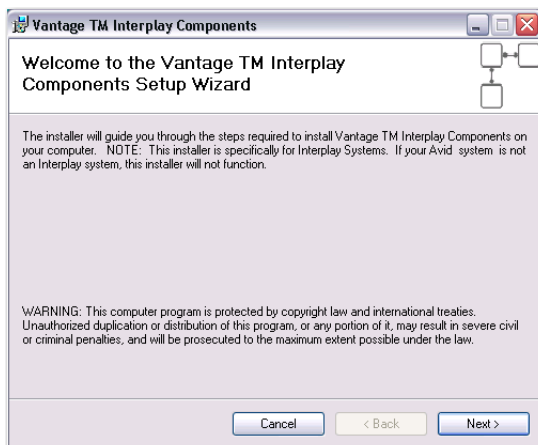 Vantage TM Interplay Components
Welcome to the Vantage TM Interplay
Components Setup Wizard
The installer will guide you through the steps required to install Vantage TM Interplay Components on
your computer.  NOTE:  This installer is specifically for Interplay Systems.  If your Avid  system  is not
an Interplay system, this installer will not function.
WARNING: This computer program is protected by copyright law and international treaties.
Unauthorized duplication or distribution of this program, or any portion of it, may result in severe civil
or criminal penalties, and will be prosecuted to the maximum extent possible under the law.
Cancel
< Back
Next >